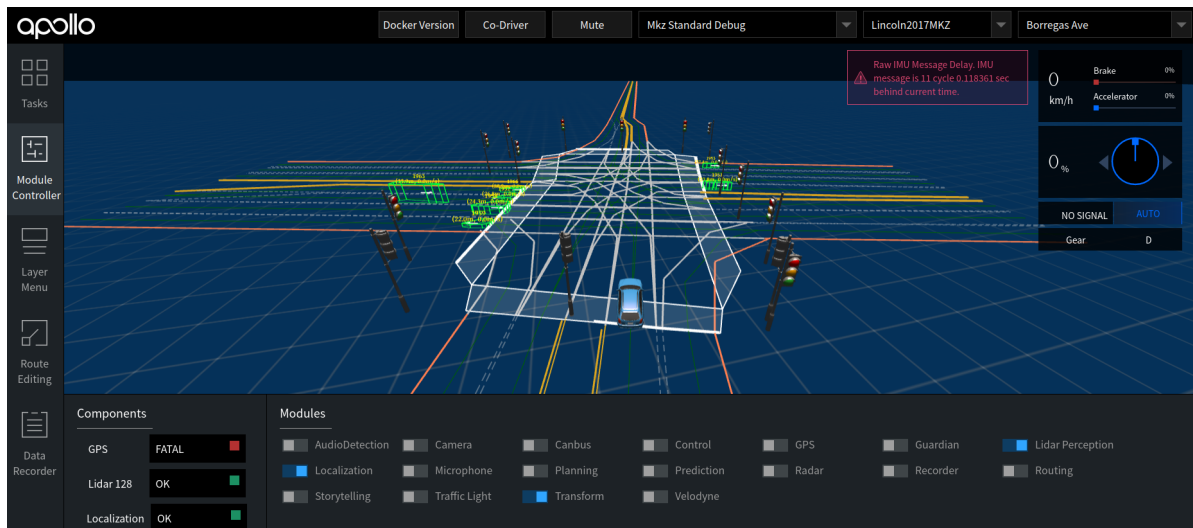 apollo
Docker Version
Co-Driver
Mute
Mkz Standard Debug
Lincoln2017MKZ
Borregas Ave
Tasks
Module
Controller
Layer
Menu
Route
Editing
Data
Recorder
Raw IMU Message Delay. IMU
message is 11 cycle 0.118361 sec
behind current time.
0
km/h
Brake 0%
Accelerator 0%
0 %
NO SIGNAL AUTO
Gear D
Components
GPS FATAL
Lidar 128 OK
Localization OK
Modules
AudioDetection Camera Canbus Control GPS Guardian Lidar Perception
Localization Microphone Planning Prediction Radar Recorder Routing
Storytelling Traffic Light Transform Velodyne